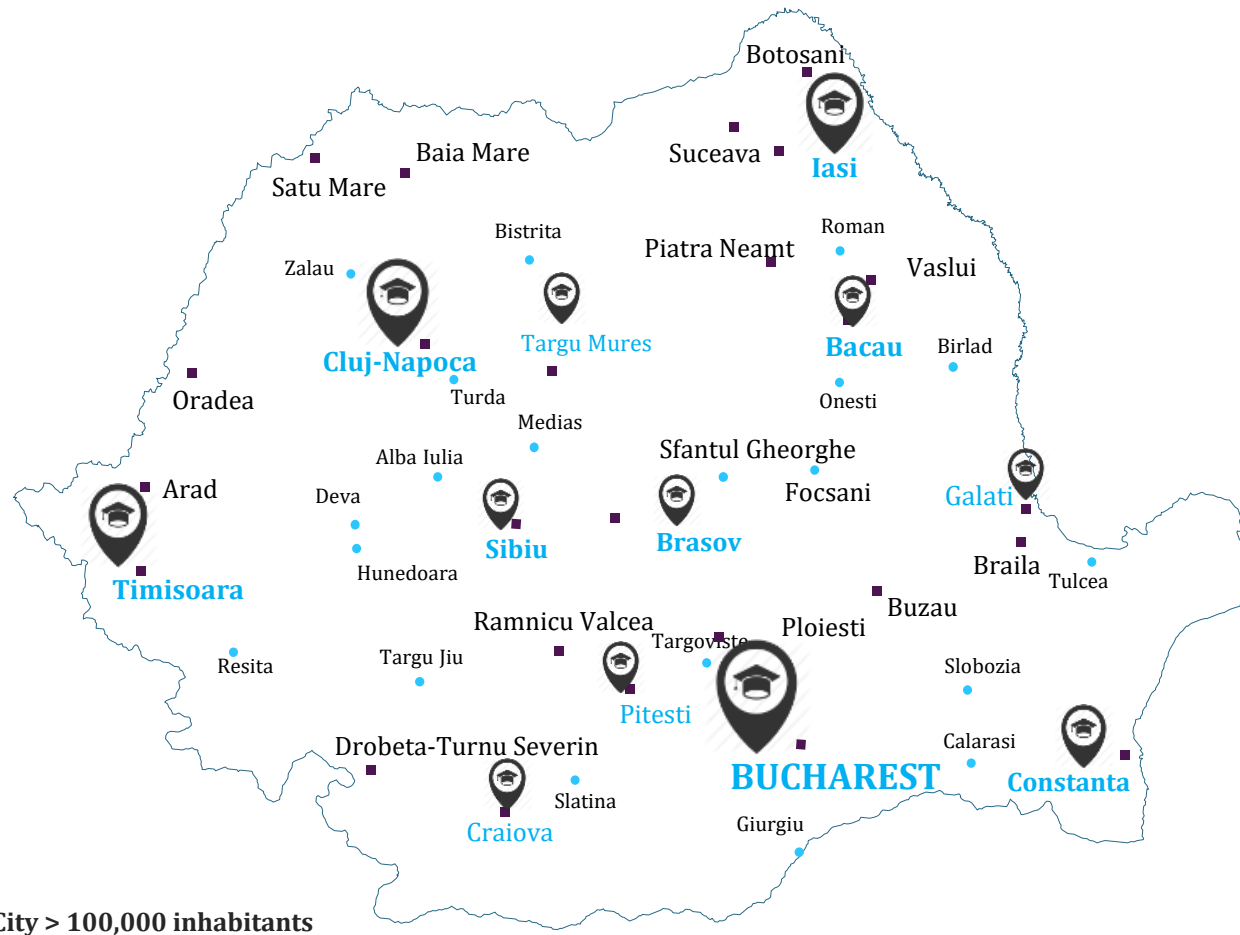 Botosani
Baia Mare
Suceava
Iasi
Satu Mare
Bistrita
Roman
Piatra Neamt
Zalau
Vaslui
Targu Mures
Cluj-Napoca
Bacau
Birlad
Oradea
Turda
Onesti
Medias
Alba Iulia
Sfantul Gheorghe
Deva
Arad
Focsani
Galati
Sibiu
Brasov
Hunedoara
Braila
Tulcea
Timisoara
Buzau
Ramnicu Valcea
Ploiesti
Targoviste
Resita
Targu Jiu
Slobozia
Pitesti
Drobeta-Turnu Severin
Calarasi
BUCHAREST
Constanta
Slatina
Craiova
Giurgiu
City > 100,000 inhabitants